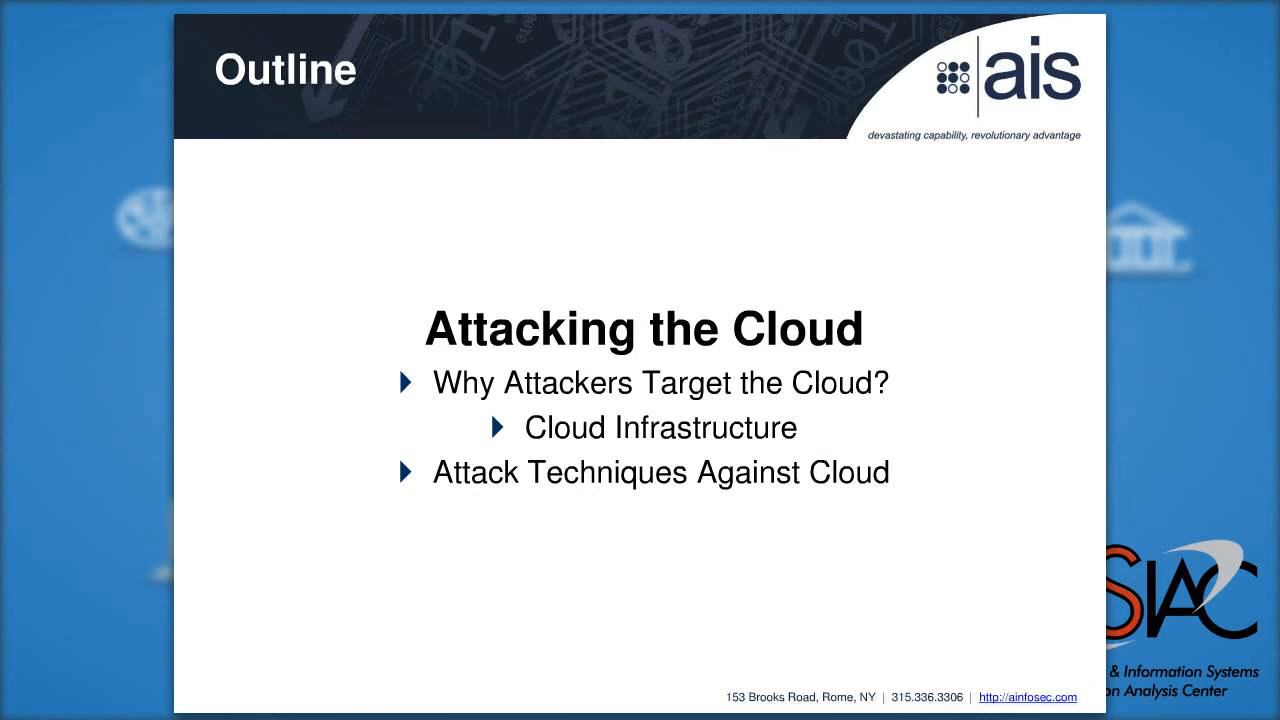 Outline
ais
devastating capability, revolutionary advantage
Attacking the Cloud
Why Attackers Target the Cloud?
Cloud Infrastructure
Attack Techniques Against Cloud
SIAC
& Information Systems
Analysis Center
153 Brooks Road, Rome, NY | 315.336.3306 | http://ainfosec.com